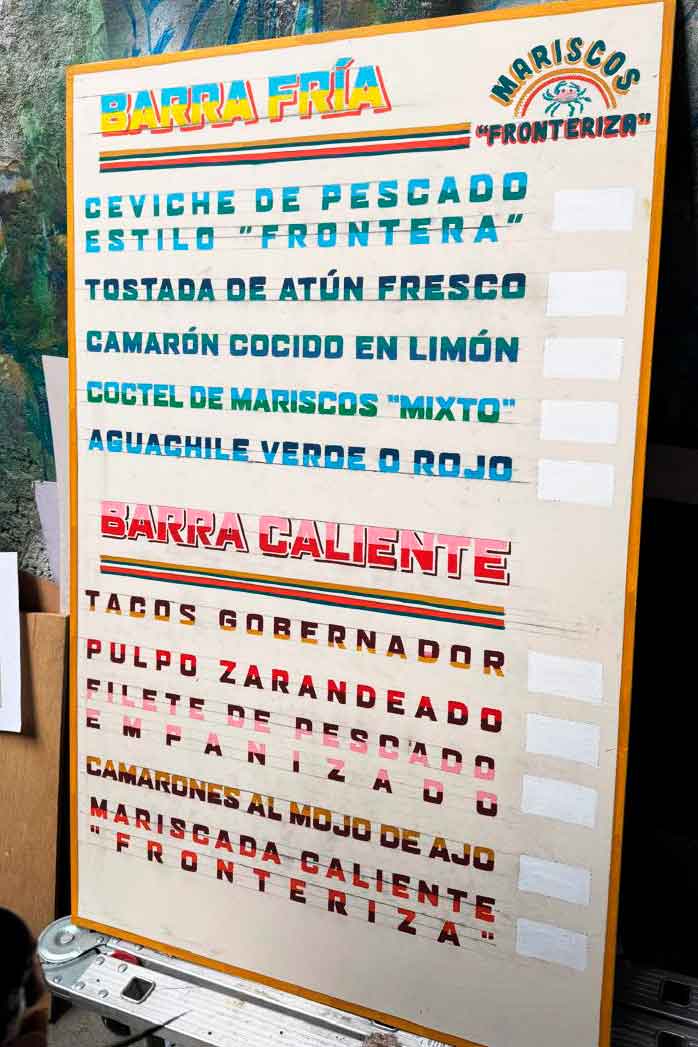 BARRA FRÍA
MARISCOS
"FRONTERIZA"
CEVICHE DE PESCADO
ESTILO "FRONTERA"
TOSTADA DE ATÚN FRESCO
CAMARÓN COCIDO EN LIMÓN
COCTEL DE MARISCOS "MIXTO"
AGUACHILE VERDE O ROJO
BARRA CALIENTE
TACOS GOBERNADOR
PULPO ZARANDEADO
FILETE DE PESCADO
EMPANIZADO
CAMARONES AL MOJO DE AJO
MARISCADA CALIENTE
"FRONTERIZA"